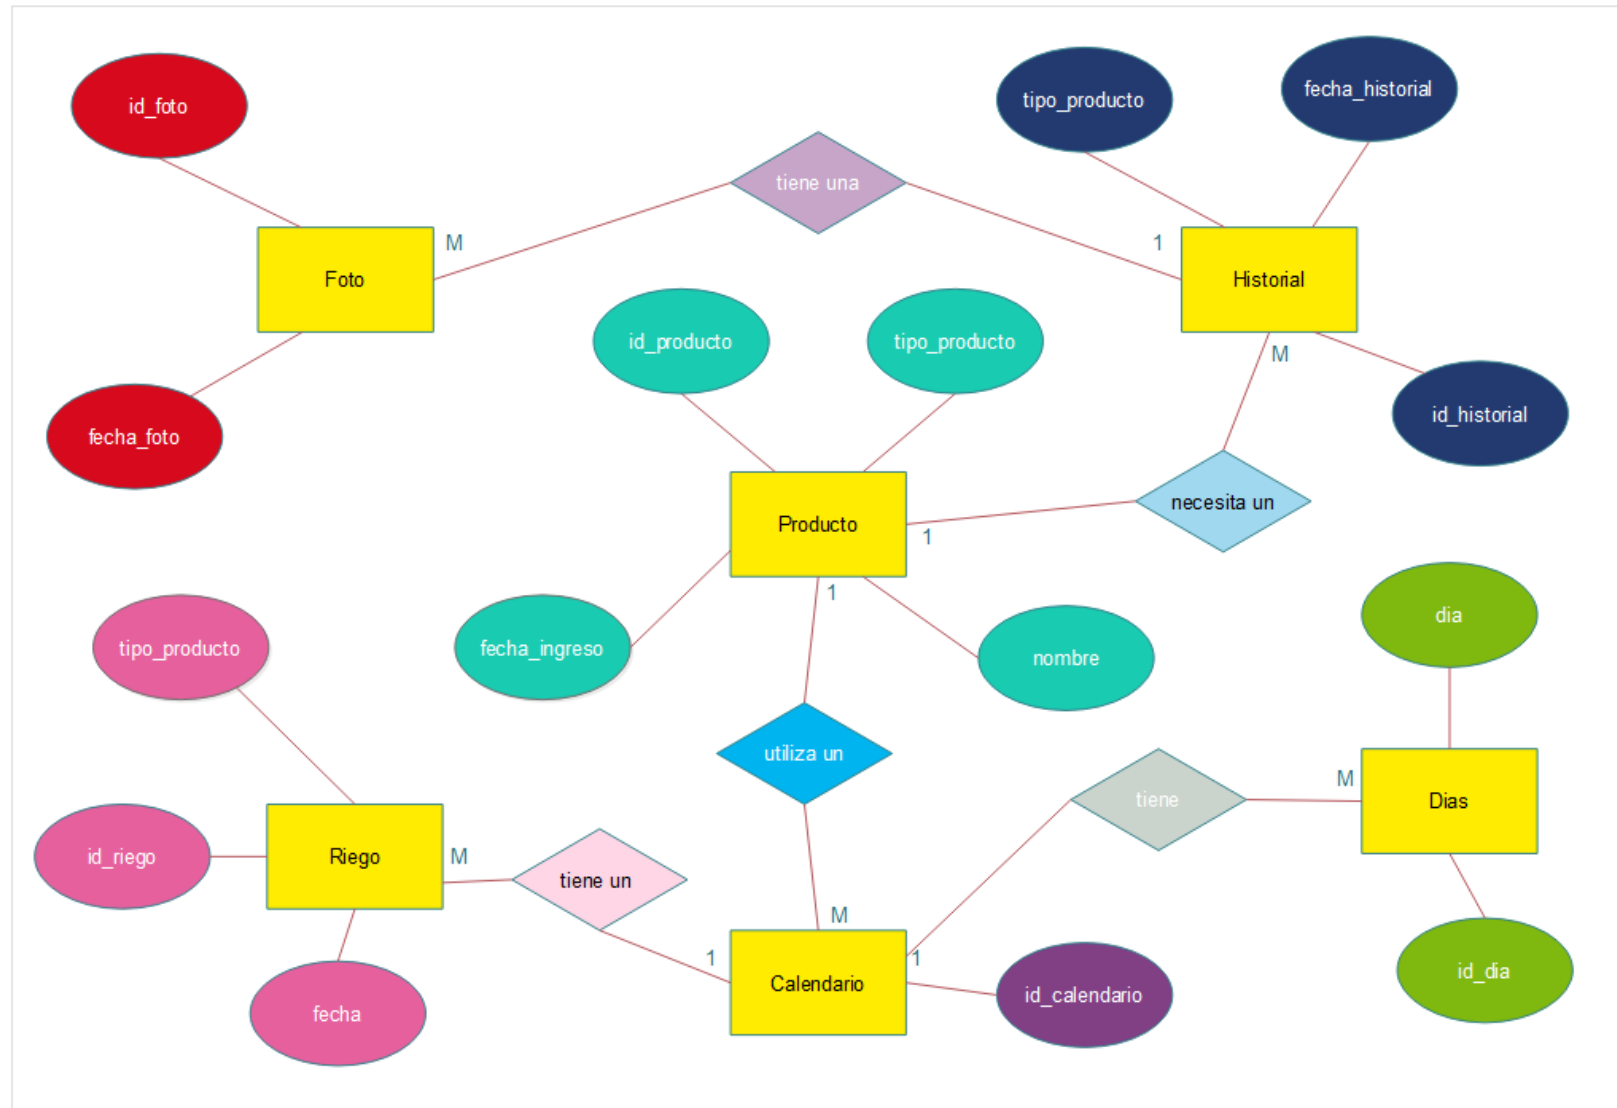 id_foto
tipo_producto
fecha_historial
tiene una
M
1
Foto
Historial
id_producto
tipo_producto
M
fecha_foto
id_historial
necesita un
Producto
1
1
tipo_producto
fecha_ingreso
nombre
dia
utiliza un
M
tiene
Dias
id_riego
Riego
M
tiene un
M
1
1
Calendario
id_calendario
id_dia
fecha